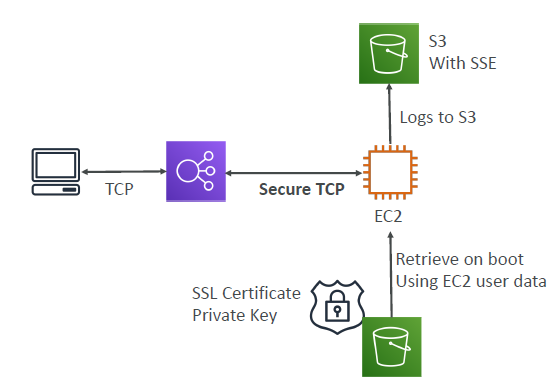 S3
With SSE
Logs to S3
TCP
Secure TCP
EC2
Retrieve on boot
Using EC2 user data
SSL Certificate
Private Key